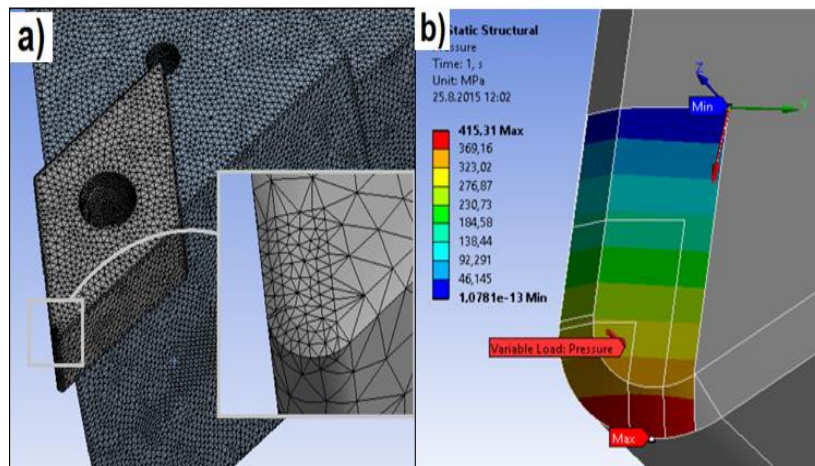 a)
b)
Static Structural
Pressure
Time: 1, s
Unit: MPa
25.8.2015 12:02
415,31 Max
369,16
323,02
276,87
230,73
184,58
138,44
92,291
46,145
1,0781e-13 Min
Z
Min
Y
Variable Load: Pressure
Max